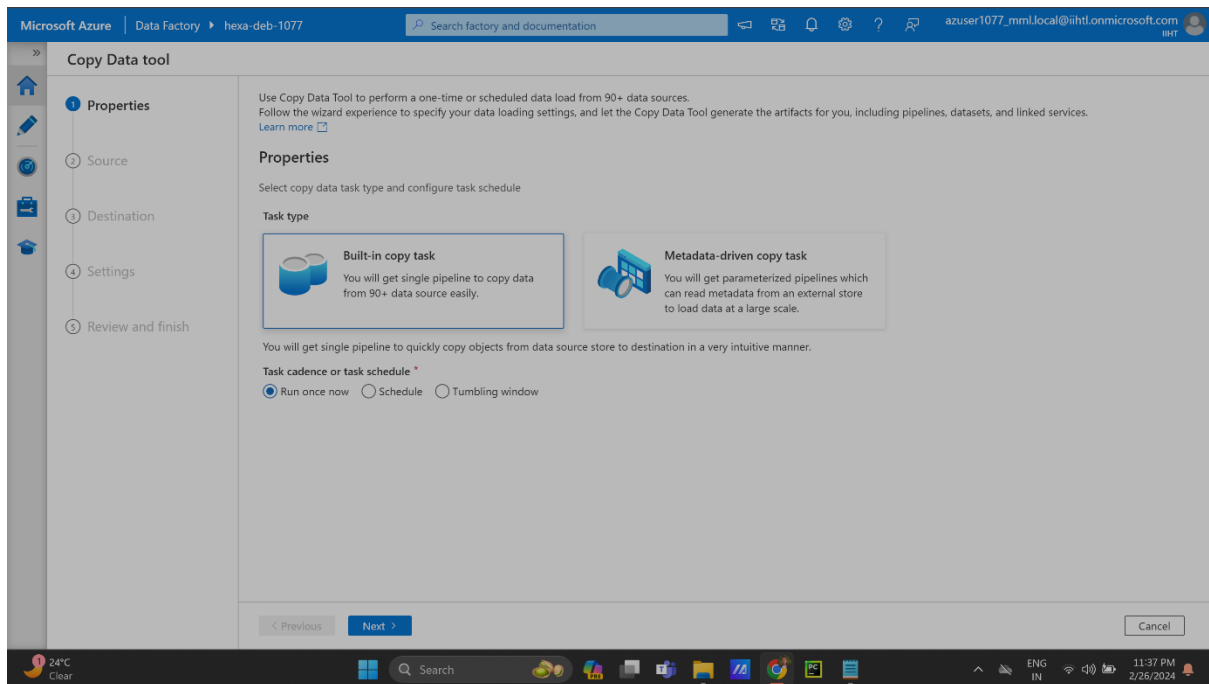 Microsoft Azure | Data Factory ▸ hexa-deb-1077
Search factory and documentation
azuser1077_mml.local@iihtl.onmicrosoft.com
IIHT
»
Copy Data tool
1 Properties
2 Source
3 Destination
4 Settings
5 Review and finish
Use Copy Data Tool to perform a one-time or scheduled data load from 90+ data sources.
Follow the wizard experience to specify your data loading settings, and let the Copy Data Tool generate the artifacts for you, including pipelines, datasets, and linked services.
Learn more
Properties
Select copy data task type and configure task schedule
Task type
Built-in copy task
You will get single pipeline to copy data
from 90+ data source easily.
Metadata-driven copy task
You will get parameterized pipelines which
can read metadata from an external store
to load data at a large scale.
You will get single pipeline to quickly copy objects from data source store to destination in a very intuitive manner.
Task cadence or task schedule *
Run once now Schedule Tumbling window
< Previous
Next >
Cancel
1
24°C
Clear
Search
PRE
PC
ENG
IN
11:37 PM
2/26/2024